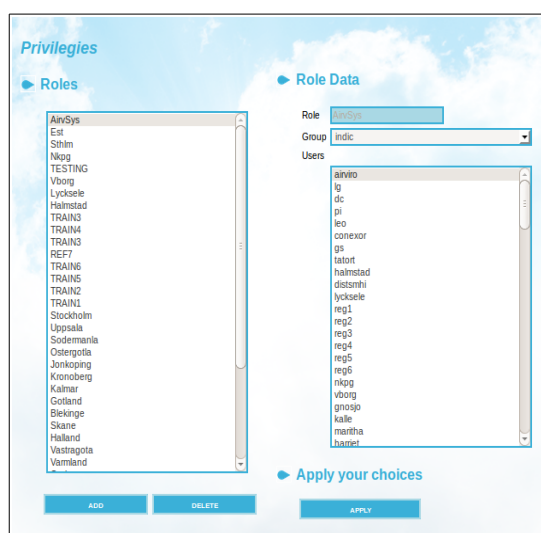 Privilegies
Roles
AirvSys
Est
Sthlm
Nkpg
TESTING
Vborg
Lycksele
Halmstad
TRAIN3
TRAIN4
TRAIN3
REF7
TRAIN6
TRAIN5
TRAIN2
TRAIN1
Stockholm
Uppsala
Sodermanla
Ostergotla
Jonkoping
Kronoberg
Kalmar
Gotland
Blekinge
Skane
Halland
Vastragota
Varmland
ADD DELETE
Role Data
Role AirvSys
Group indic
Users
airviro
lg
dc
pi
leo
conexor
gs
tatort
halmstad
distsmhi
lycksele
reg1
reg2
reg3
reg4
reg5
reg6
nkpg
vborg
gnosjo
kalle
maritha
harriet
Apply your choices
APPLY